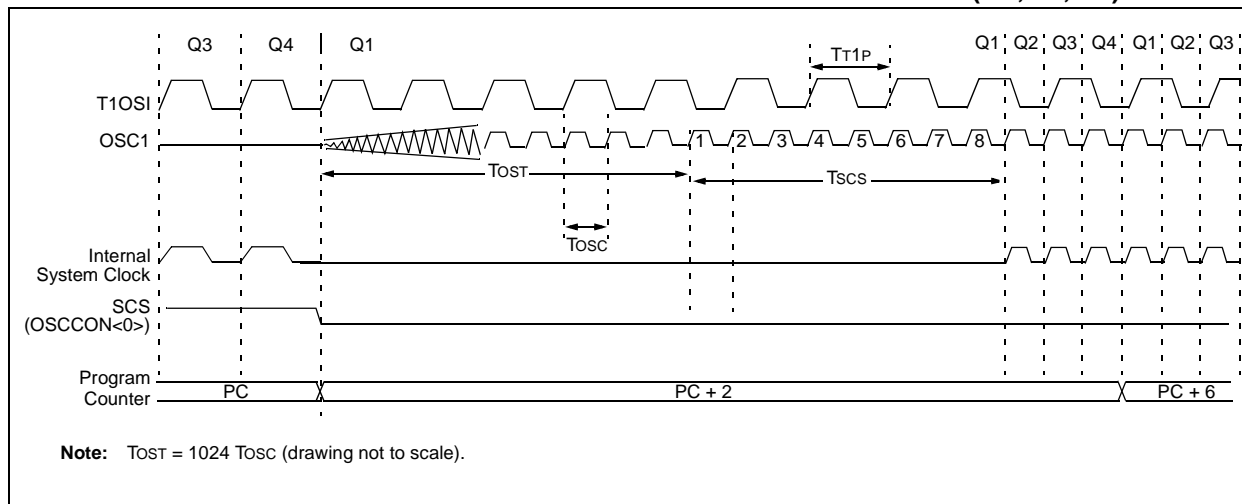 Q3 Q4 Q1 Q1 Q2 Q3 Q4 Q1 Q2 Q3
TT1P
T1OSI
OSC1
1 2 3 4 5 6 7 8
TOST
TSCS
TOSC
Internal
System Clock
SCS
(OSCCON<0>)
Program
Counter
PC
PC + 2
PC + 6
Note: TOST = 1024 TOSC (drawing not to scale).